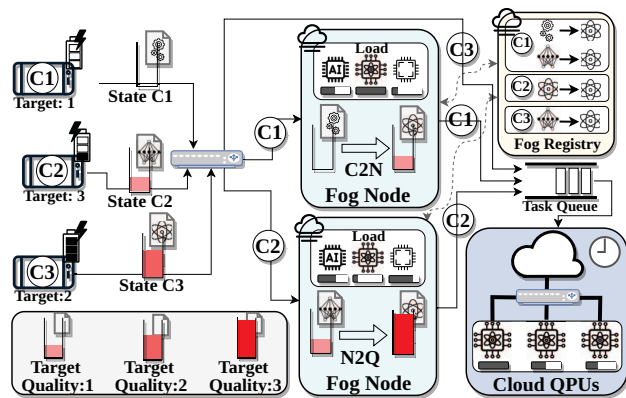 C1
Target: 1
State C1
C2
Target: 3
State C2
C3
Target:2
State C3
Target
Quality:1
Target
Quality:2
Target
Quality:3
C1
C2
Load
AI
C2N
Fog Node
Load
AI
N2Q
Fog Node
C3
C1
C2
C1
C2
C3
Fog Registry
Task Queue
Cloud QPUs